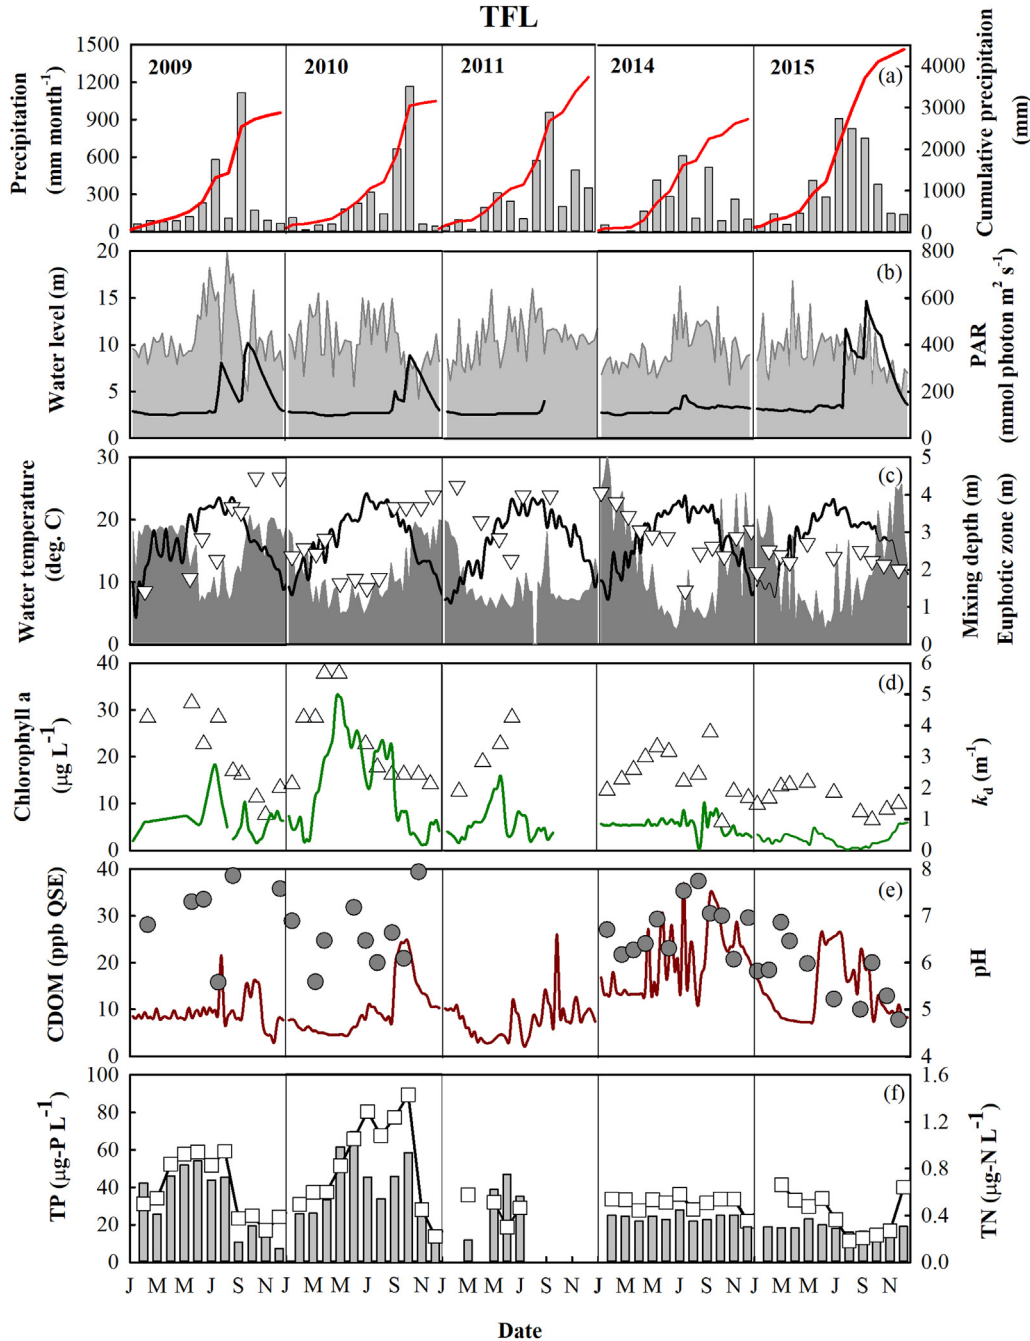 TFL
Precipitation
(mm month⁻¹)
1500
1200
900
600
300
0
2009
2010
2011
2014
2015
(a)
4000
3000
2000
1000
0
Cumulative precipitaion
(mm)
Water level (m)
20
15
10
5
0
(b)
800
600
400
200
0
PAR
(mmol photon m² s⁻¹)
Water temperature
(deg. C)
30
20
10
0
(c)
5
4
3
2
1
0
Mixing depth (m)
Euphotic zone (m)
Chlorophyll a
(μg L⁻¹)
40
30
20
10
0
(d)
6
5
4
3
2
1
0
kd (m⁻¹)
CDOM (ppb QSE)
40
30
20
10
0
(e)
8
7
6
5
4
pH
TP (μg-P L⁻¹)
100
80
60
40
20
0
(f)
1.6
1.2
0.8
0.4
0.0
TN (μg-N L⁻¹)
J M M J S N J M M J S N J M M J S N J M M J S N J M M J S N
Date